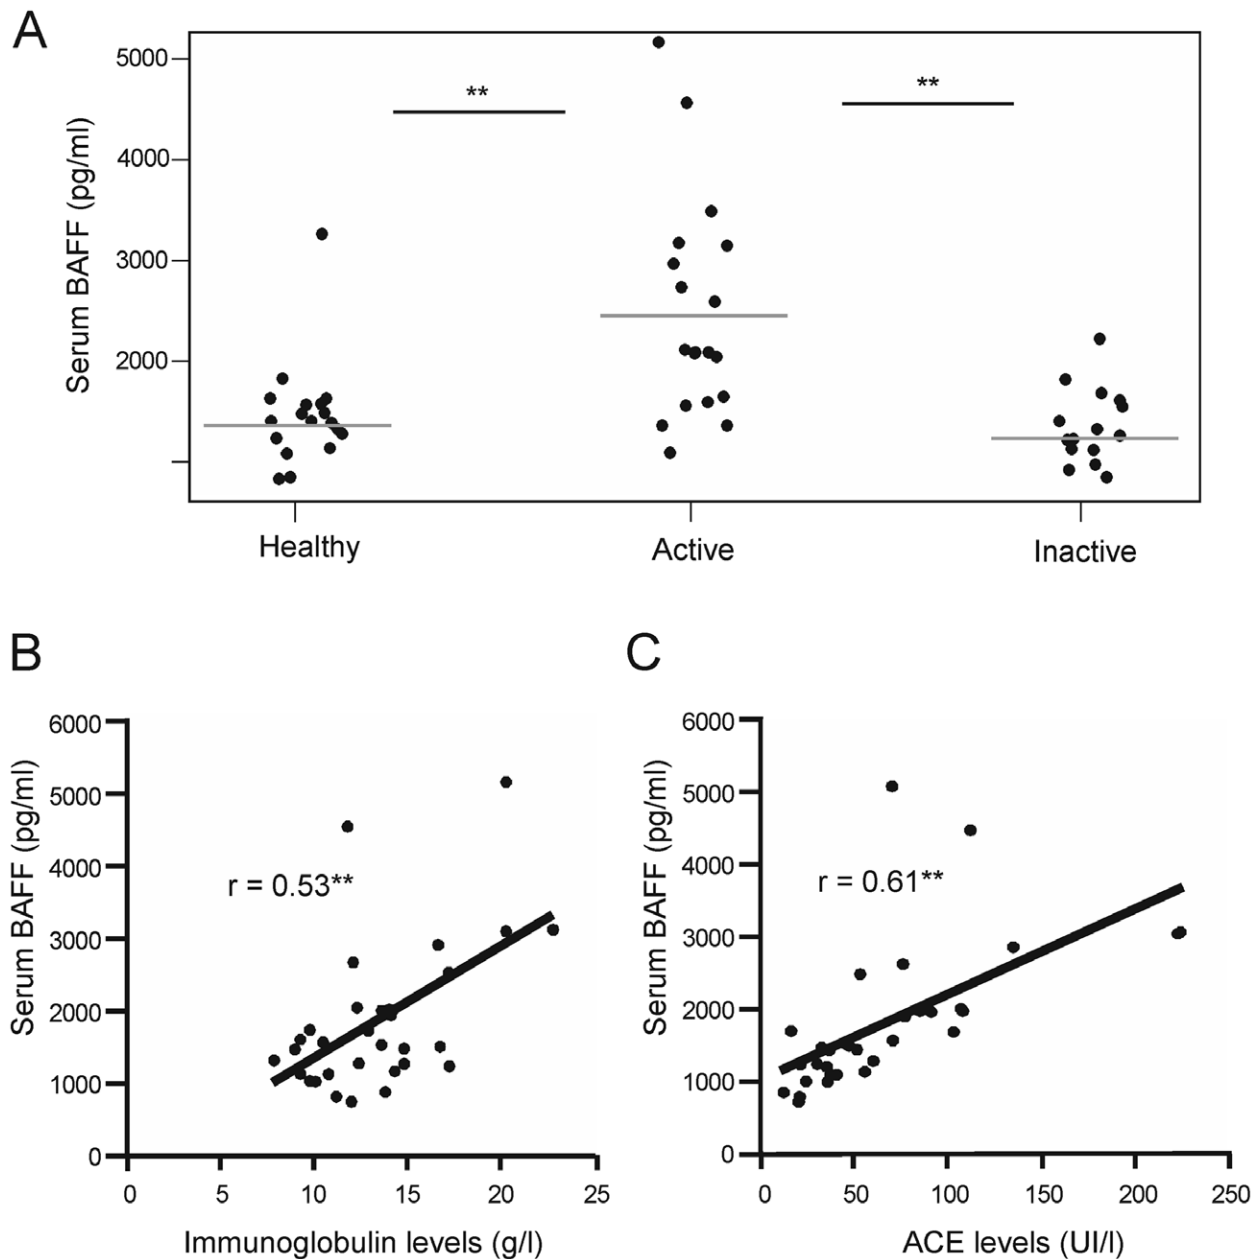 A
Serum BAFF (pg/ml)
5000
4000
3000
2000
**
**
Healthy
Active
Inactive
B
Serum BAFF (pg/ml)
6000
5000
4000
3000
2000
1000
0
r = 0.53**
0 5 10 15 20 25
Immunoglobulin levels (g/l)
C
Serum BAFF (pg/ml)
6000
5000
4000
3000
2000
1000
0
r = 0.61**
0 50 100 150 200 250
ACE levels (UI/l)